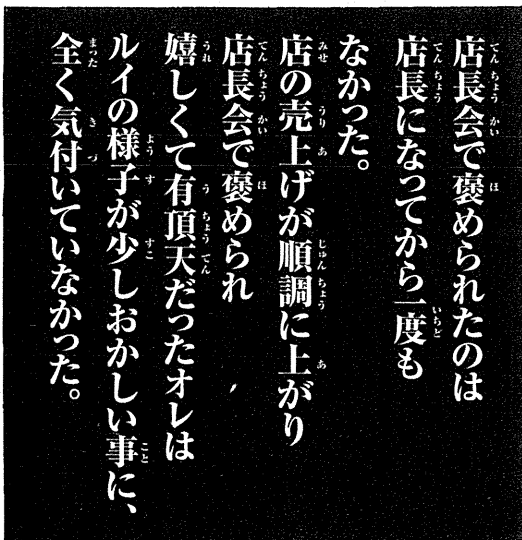 店長会で褒められたのは
店長になってから一度も
なかった。
店の売上げが順調に上がり
店長会で褒められ
嬉しくて有頂天だったオレは
ルイの様子が少しおかしい事に、
全く気付いていなかった。